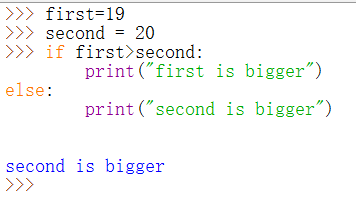 >>> first=19
>>> second = 20
>>> if first>second:
        print("first is bigger")
else:
        print("second is bigger")
second is bigger
>>>